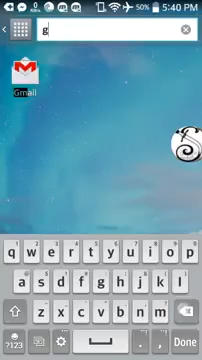 50% 5:40 PM
g
Gmail
q w e r t y u i o p
a s d f g h j k l
z x c v b n m
?123 . , Done